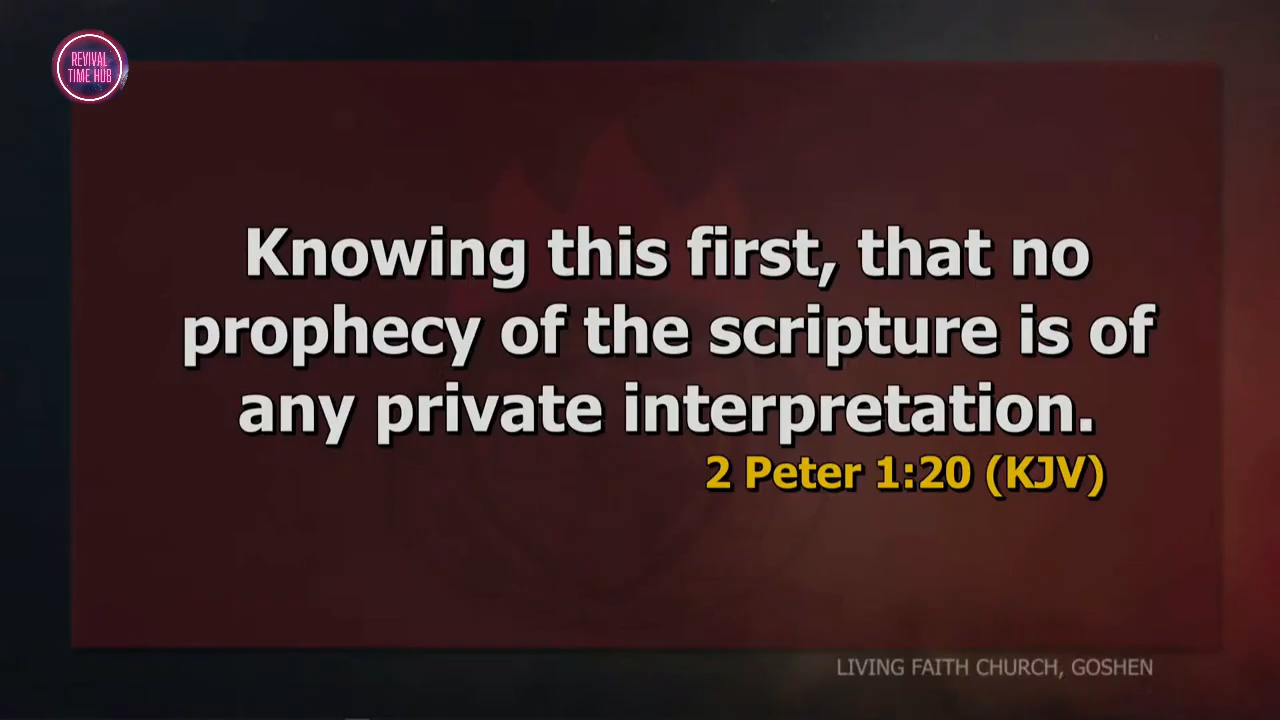 REVIVAL
TIME HUB
Knowing this first, that no
prophecy of the scripture is of
any private interpretation.
2 Peter 1:20 (KJV)
LIVING FAITH CHURCH, GOSHEN